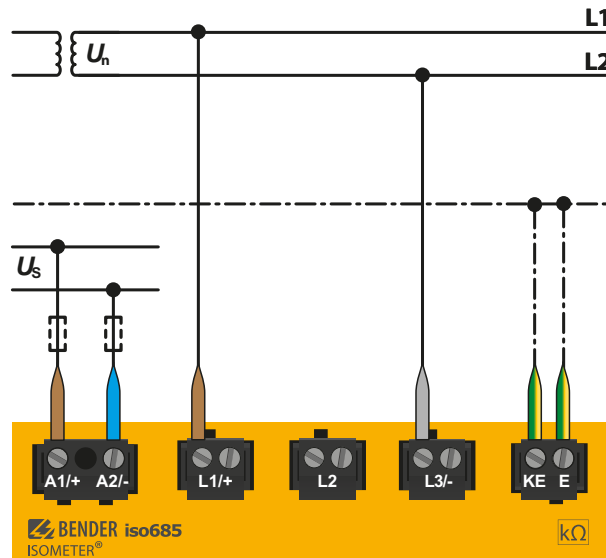 L1
Un
L2
US
A1/+ A2/- L1/+ L2 L3/- KE E
BENDER iso685
ISOMETER®
kΩ